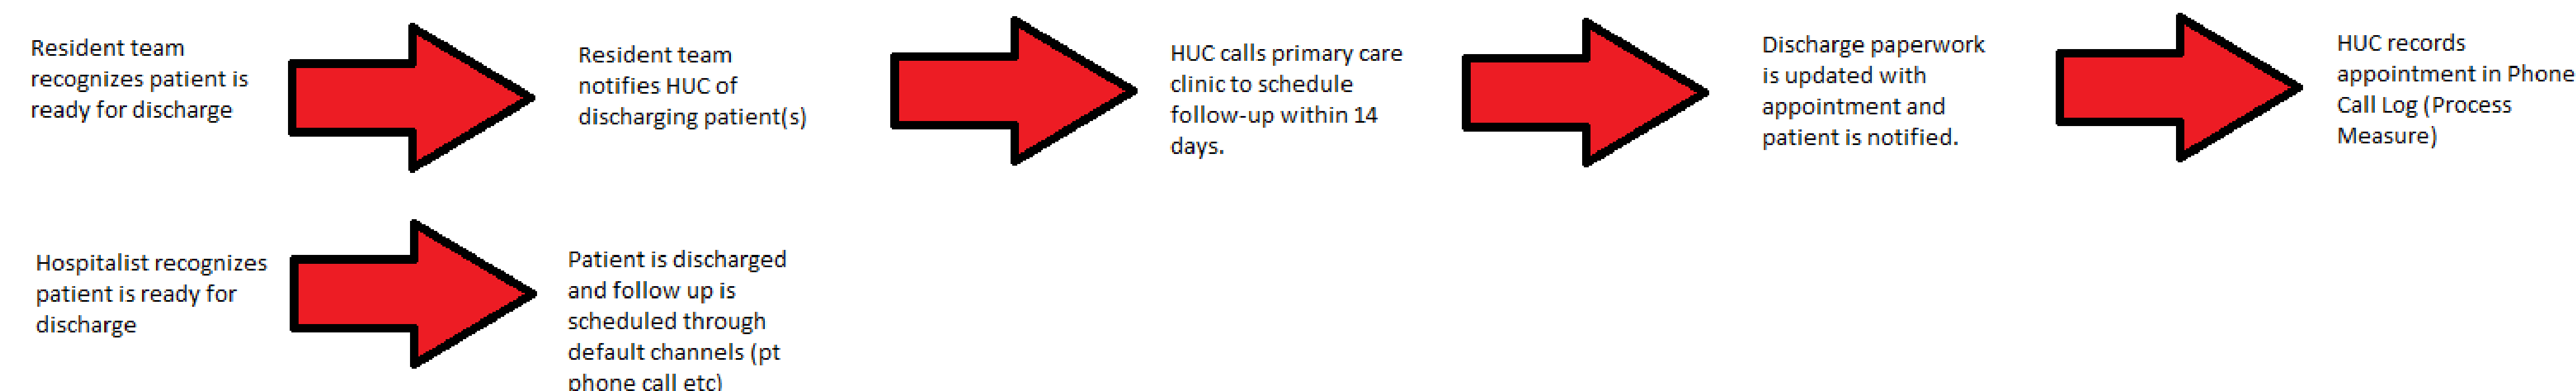 Resident team
recognizes patient is
ready for discharge
Resident team
notifies HUC of
discharging patient(s)
HUC calls primary care
clinic to schedule
follow-up within 14
days.
Discharge paperwork
is updated with
appointment and
patient is notified.
HUC records
appointment in Phone
Call Log (Process
Measure)
Hospitalist recognizes
patient is ready for
discharge
Patient is discharged
and follow up is
scheduled through
default channels (pt
phone call etc)